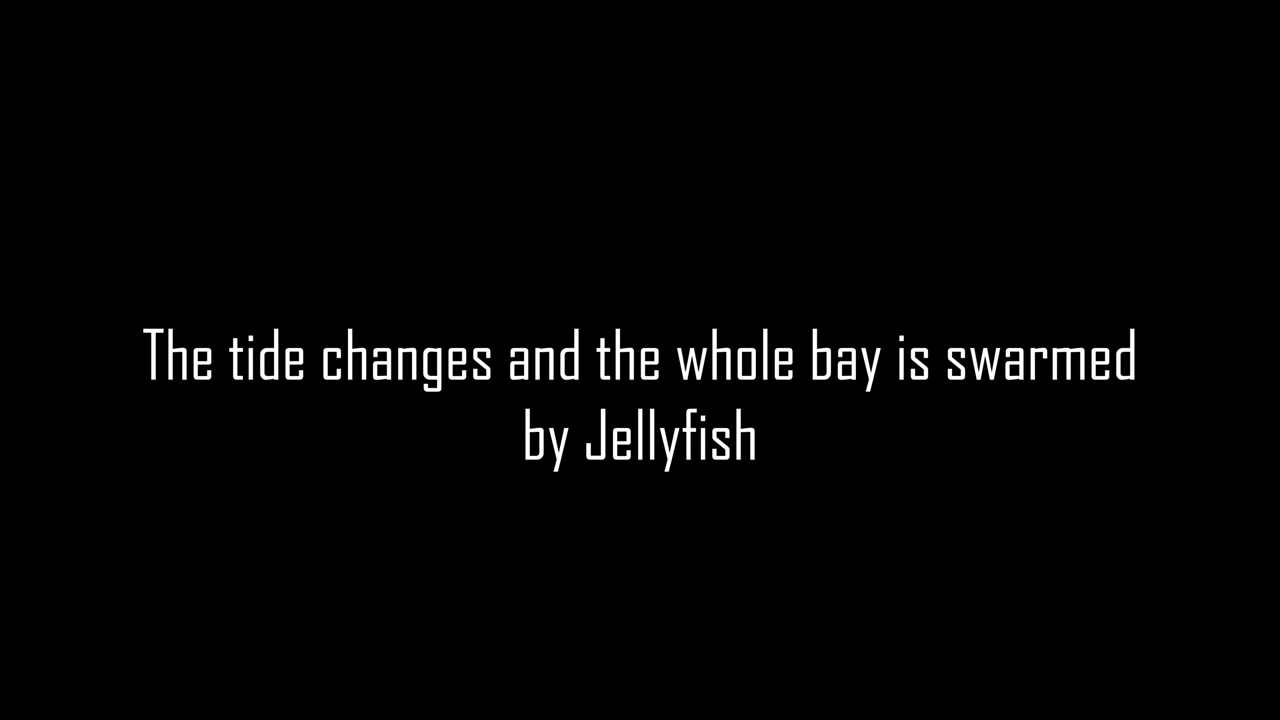 The tide changes and the whole bay is swarmed
by Jellyfish